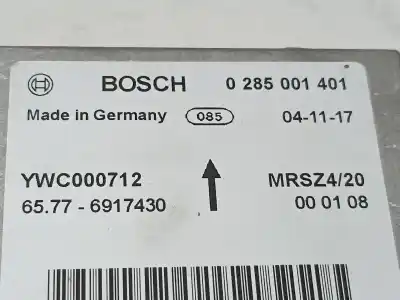 BOSCH 0 285 001 401
Made in Germany 085 04-11-17
YWC000712 MRSZ4/20
65.77 - 6917430 00 01 08